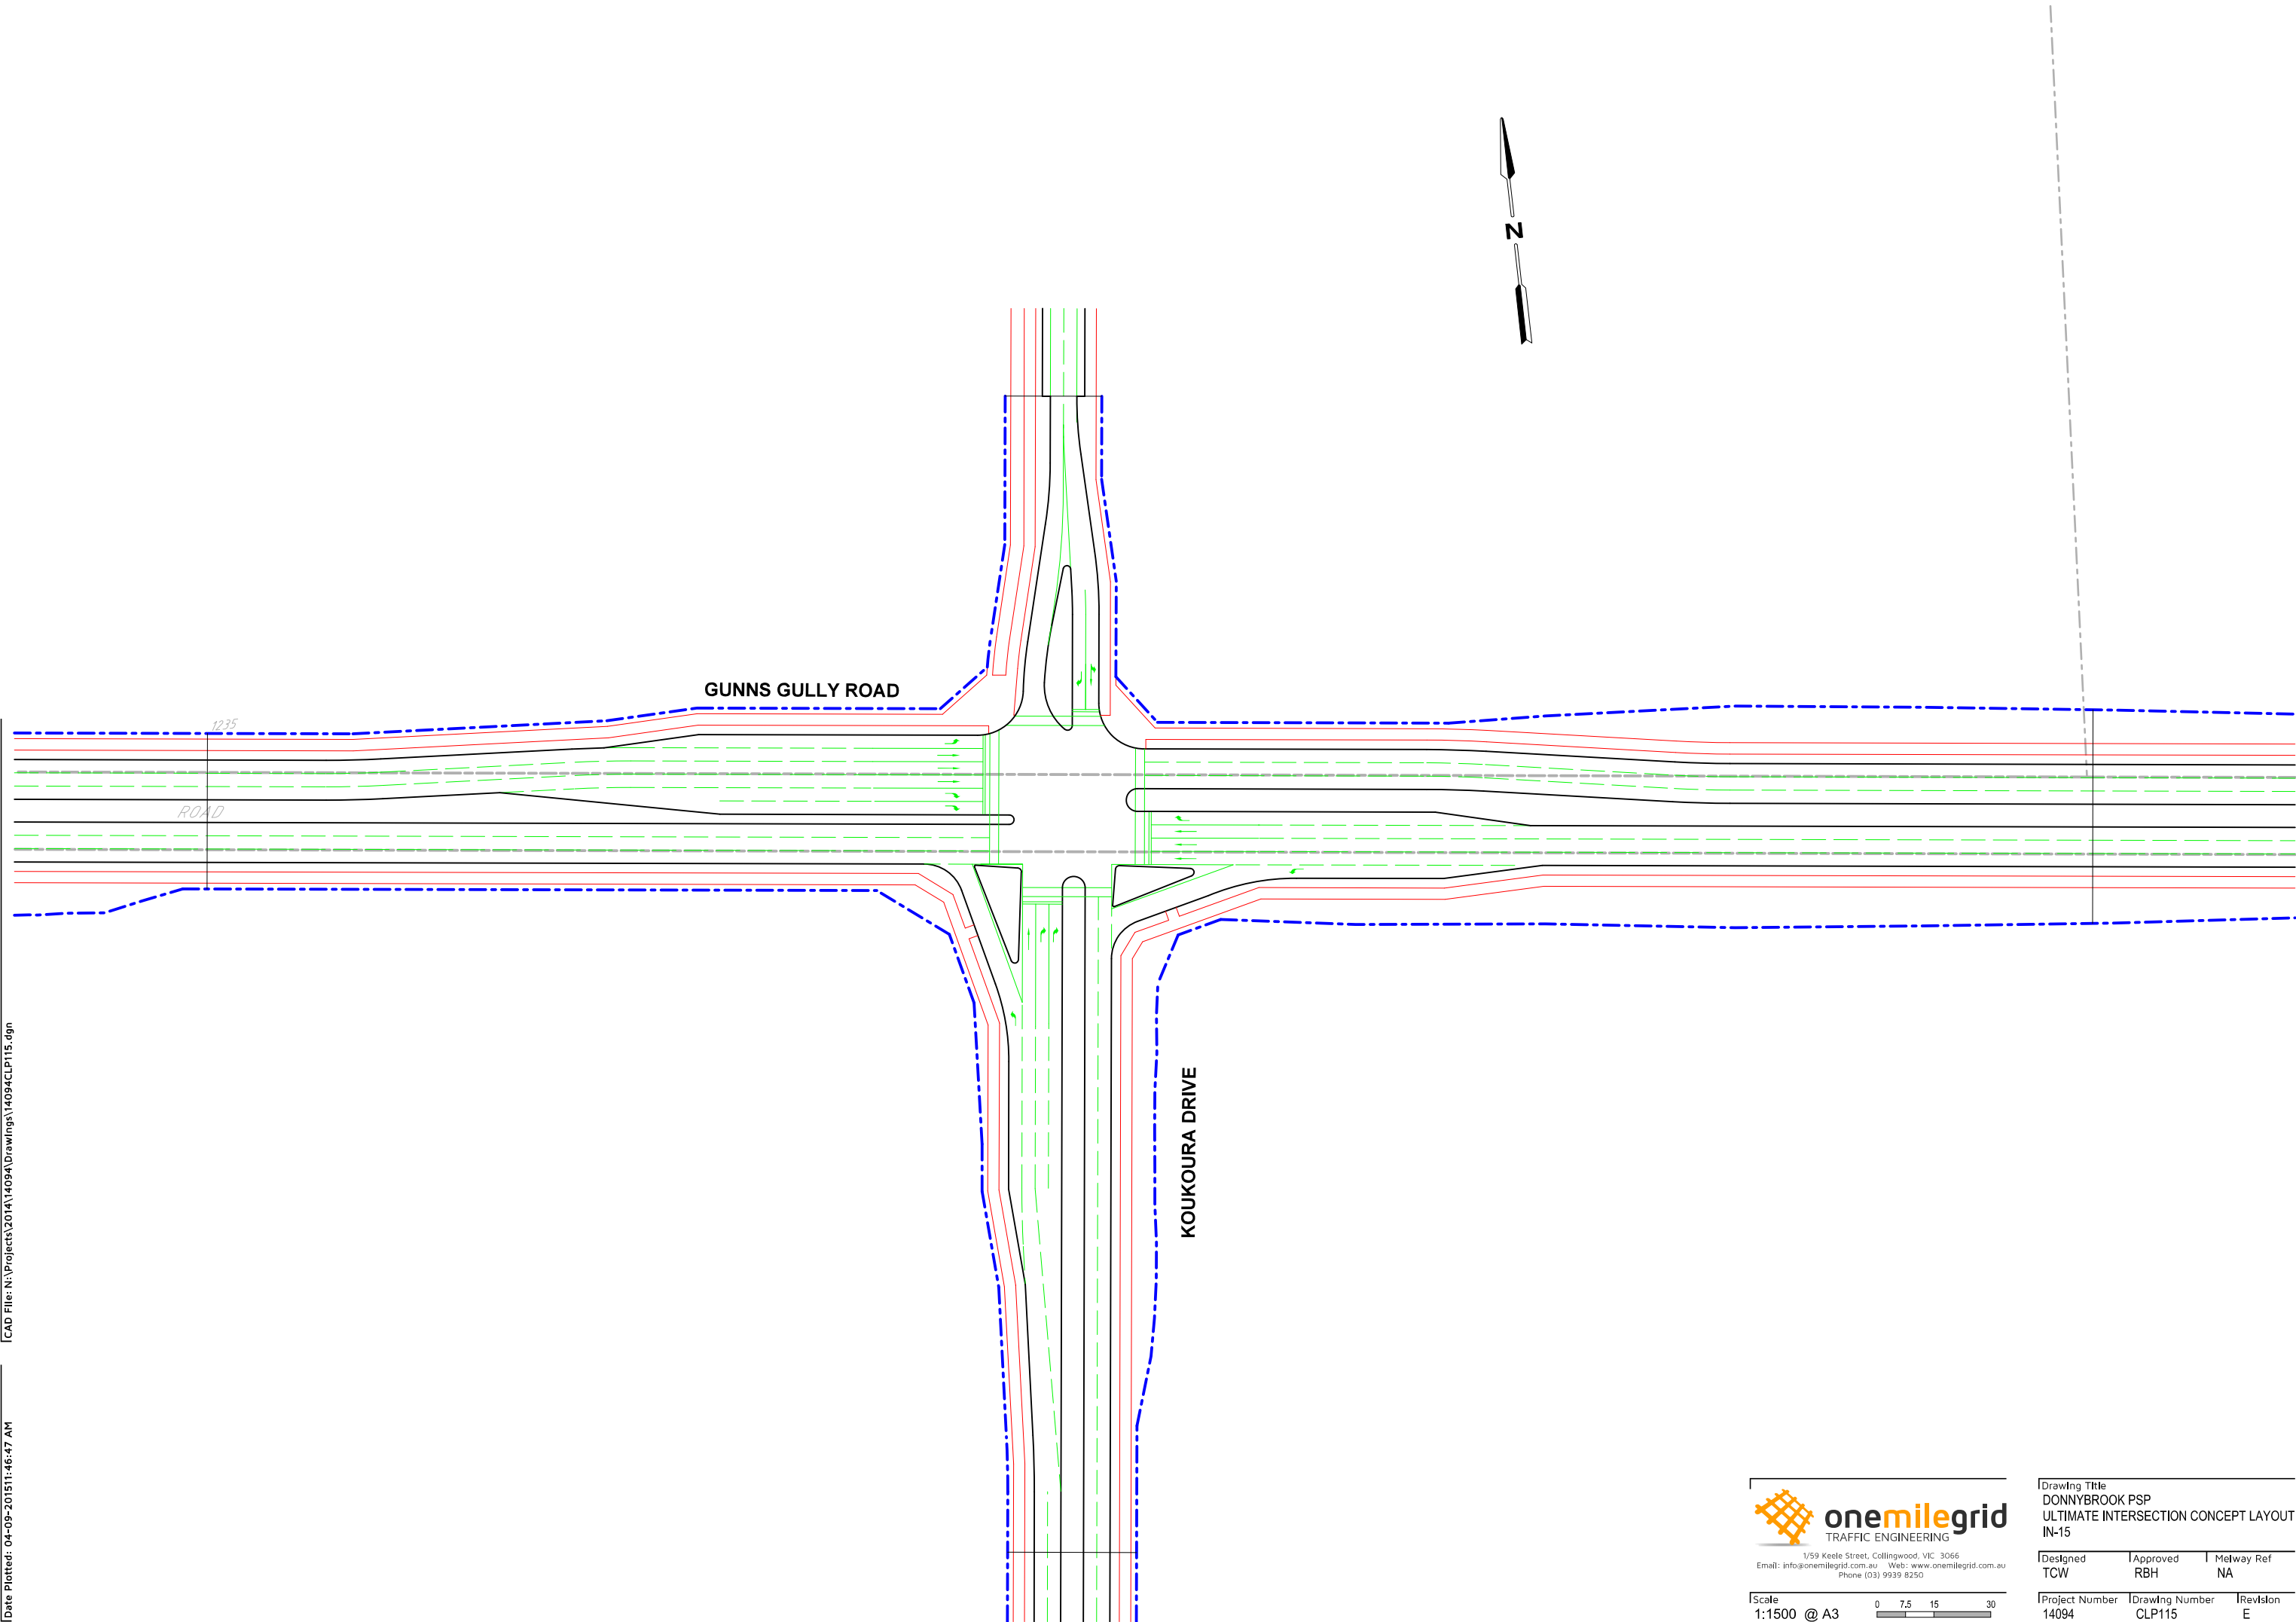 N
GUNNS GULLY ROAD
1235
ROAD
KOUKOURA DRIVE
CAD File: N:\Projects\2014\14094\Drawings\14094CLP115.dgn
Date Plotted: 04-09-201511:46:47 AM
onemilegrid
TRAFFIC ENGINEERING
1/59 Keele Street, Collingwood, VIC 3066
Email: info@onemilegrid.com.au Web: www.onemilegrid.com.au
Phone (03) 9939 8250
Scale
1:1500 @ A3
0 7.5 15 30
Drawing Title
DONNYBROOK PSP
ULTIMATE INTERSECTION CONCEPT LAYOUT
IN-15
Designed Approved Melway Ref
TCW RBH NA
Project Number Drawing Number Revision
14094 CLP115 E